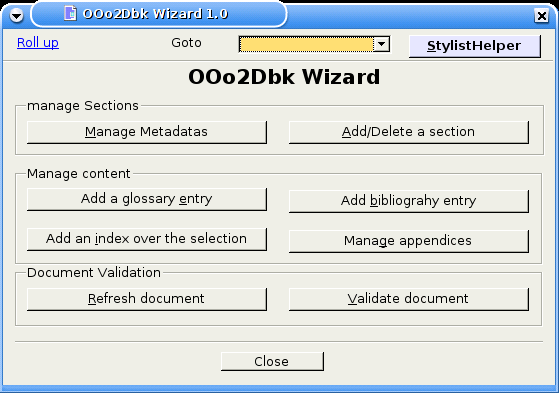 OOo2Dbk Wizard 1.0
Roll up Goto StylistHelper
OOo2Dbk Wizard
manage Sections
Manage Metadatas Add/Delete a section
Manage content
Add a glossary entry Add bibliograhy entry
Add an index over the selection Manage appendices
Document Validation
Refresh document Validate document
Close